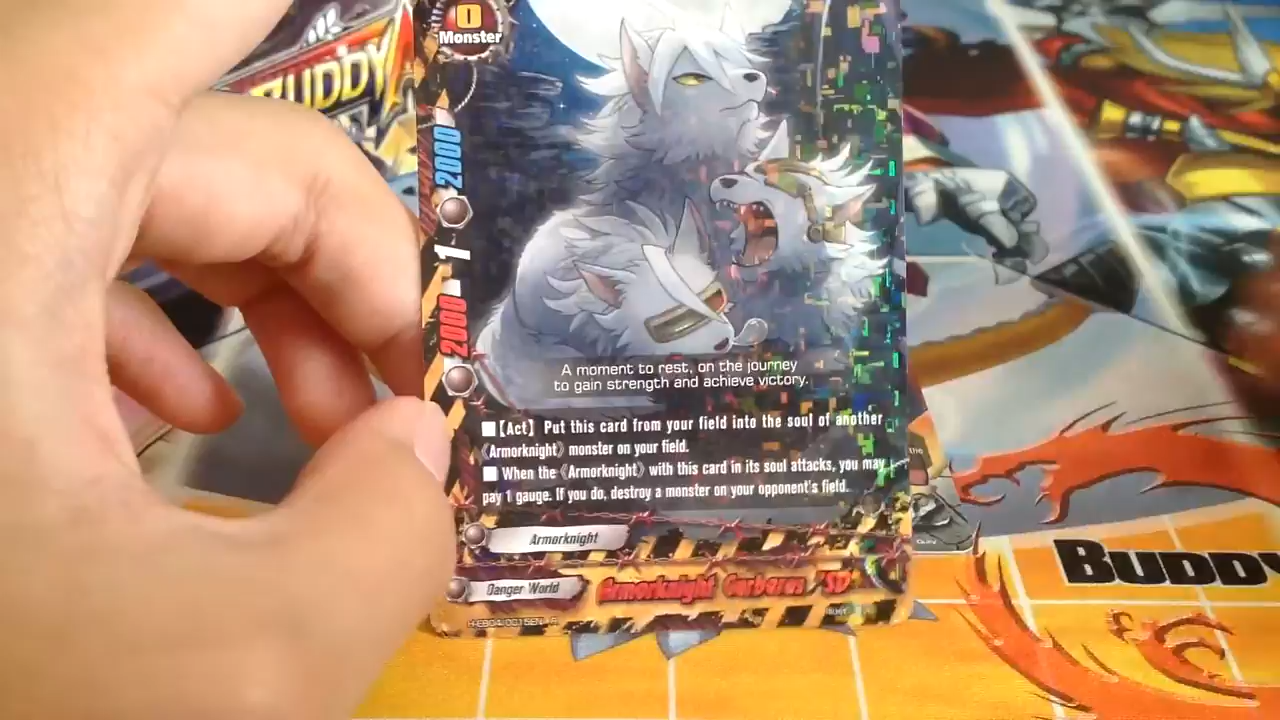 BUDDY
0
Monster
2000
1
2000
A moment to rest, on the journey
to gain strength and achieve victory.
■【Act】 Put this card from your field into the soul of another
《Armorknight》 monster on your field.
■ When the 《Armorknight》 with this card in its soul attacks, you may
pay 1 gauge. If you do, destroy a monster on your opponent's field.
Armorknight
Danger World
Armorknight Cerberus "SD"
H-EB04/0015EN R
the
BUDDY